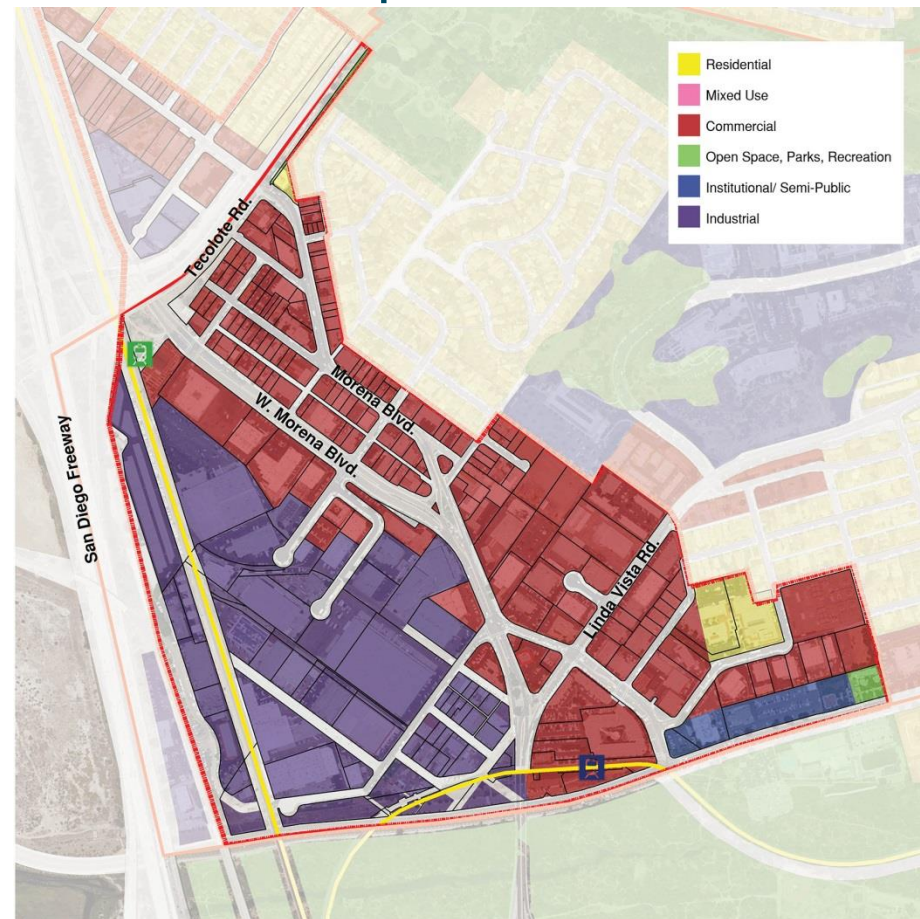 Residential
Mixed Use
Commercial
Open Space, Parks, Recreation
Institutional/ Semi-Public
Industrial
Tecolote Rd.
Morena Blvd.
W. Morena Blvd.
San Diego Freeway
Linda Vista Rd.